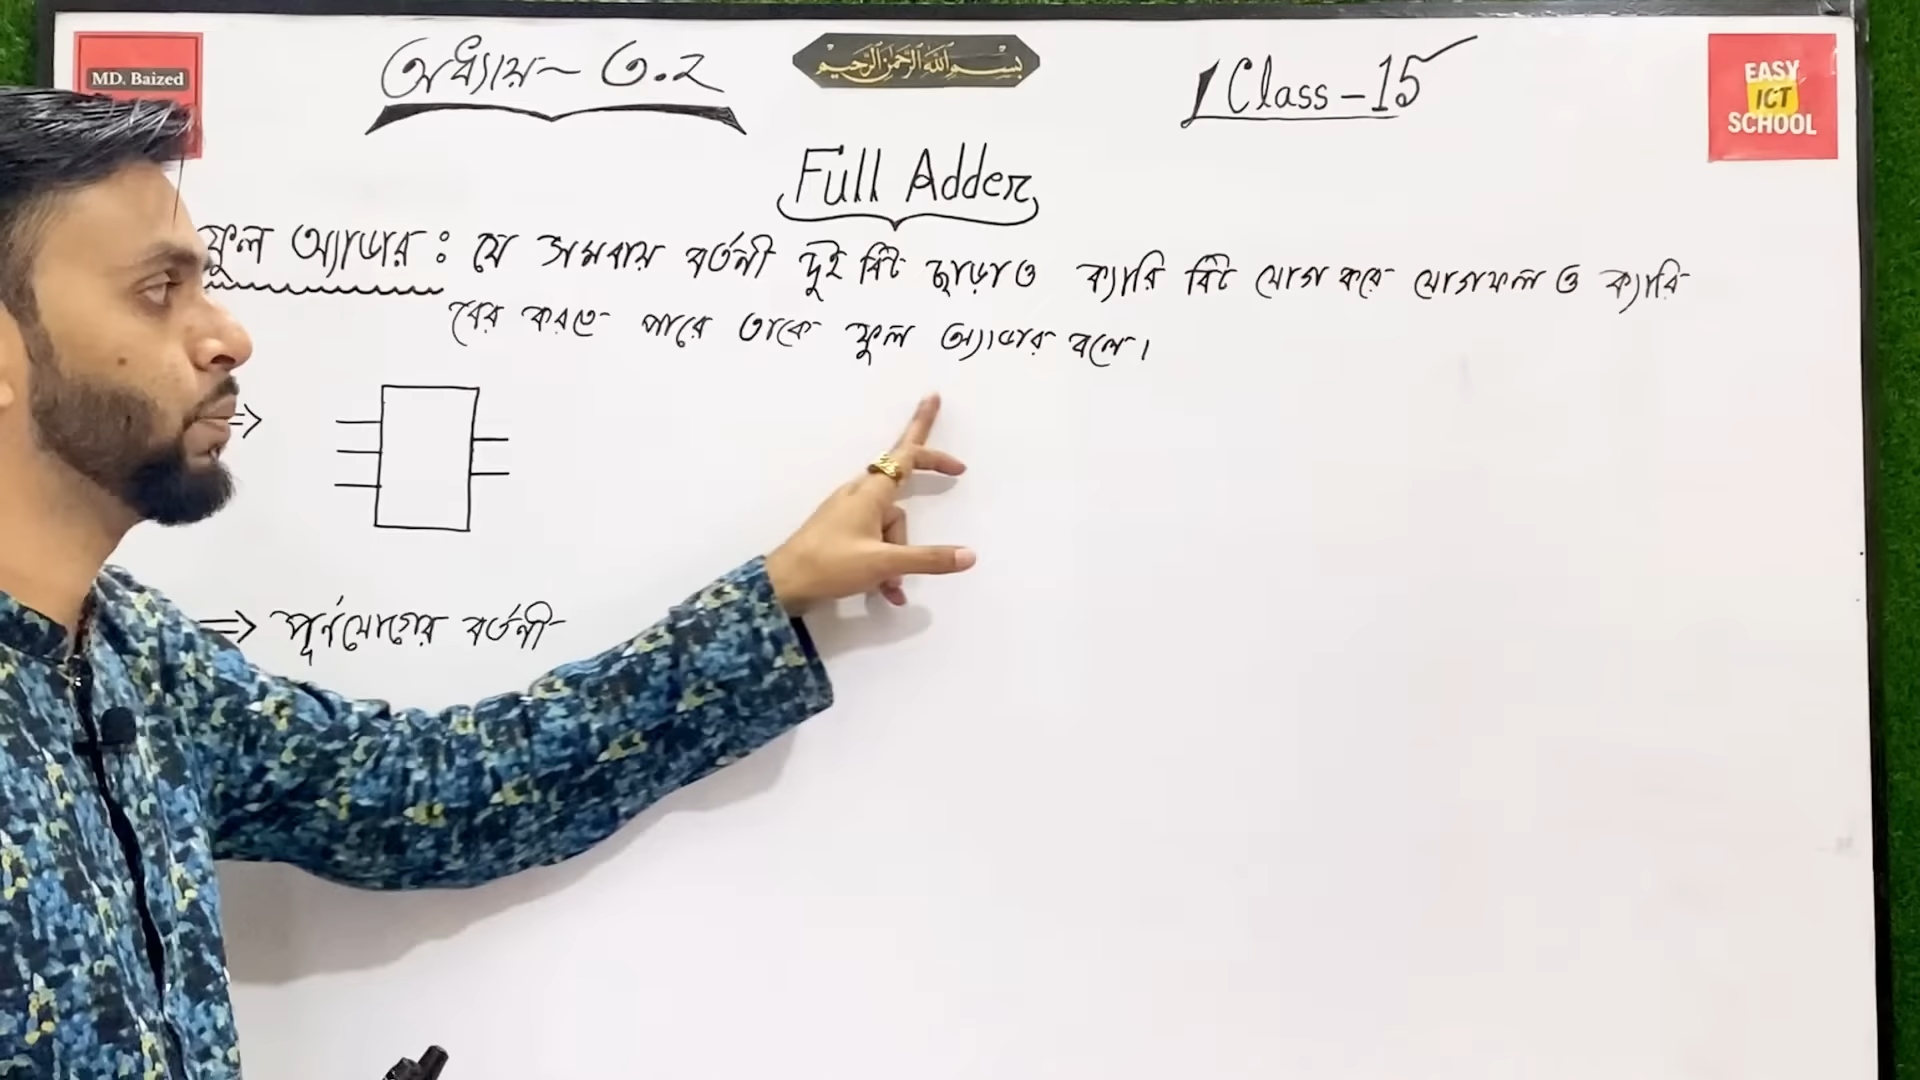 MD. Baized
অধ্যায়- ৩.২
بسم الله الرحمن الرحيم
Class-15
EASY
ICT
SCHOOL
Full Adder
ফুল অ্যাডার : যে সমবায় বর্তনী দুই বিট ছাড়াও ক্যারি বিট যোগ করে যোগফল ও ক্যারি
বের করতে পারে তাকে ফুল অ্যাডার বলে।
⇒
⇒ পূর্নযোগের বর্তনী